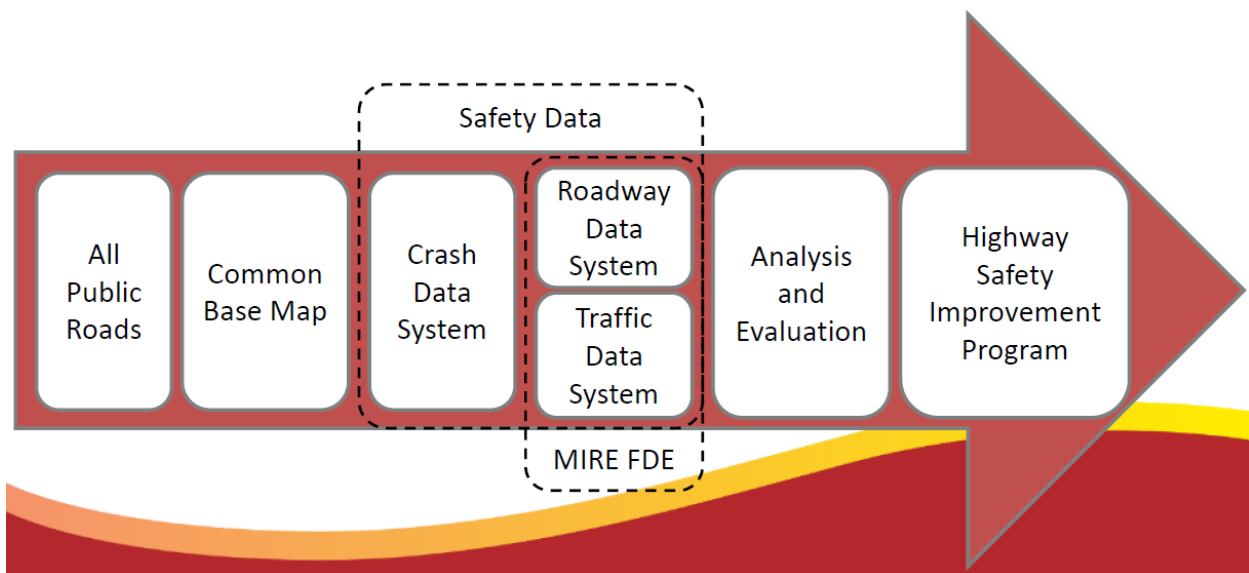 Safety Data
All
Public
Roads
Common
Base Map
Crash
Data
System
Roadway
Data
System
Traffic
Data
System
Analysis
and
Evaluation
Highway
Safety
Improvement
Program
MIRE FDE